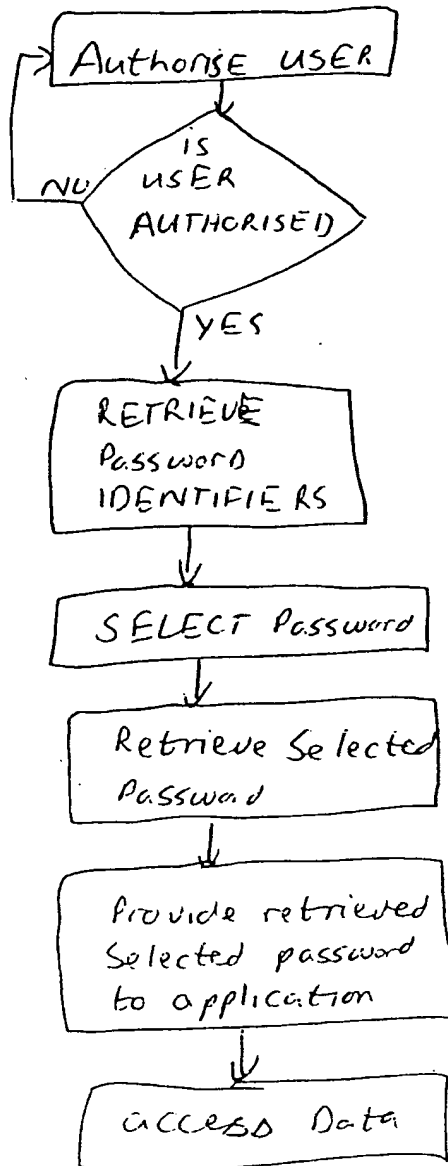 Authorise USER
is
USER
AUTHORISED
NO
YES
RETRIEVE
Password
IDENTIFIERS
SELECT Password
Retrieve Selected
Password
Provide retrieved
Selected password
to application
access Data